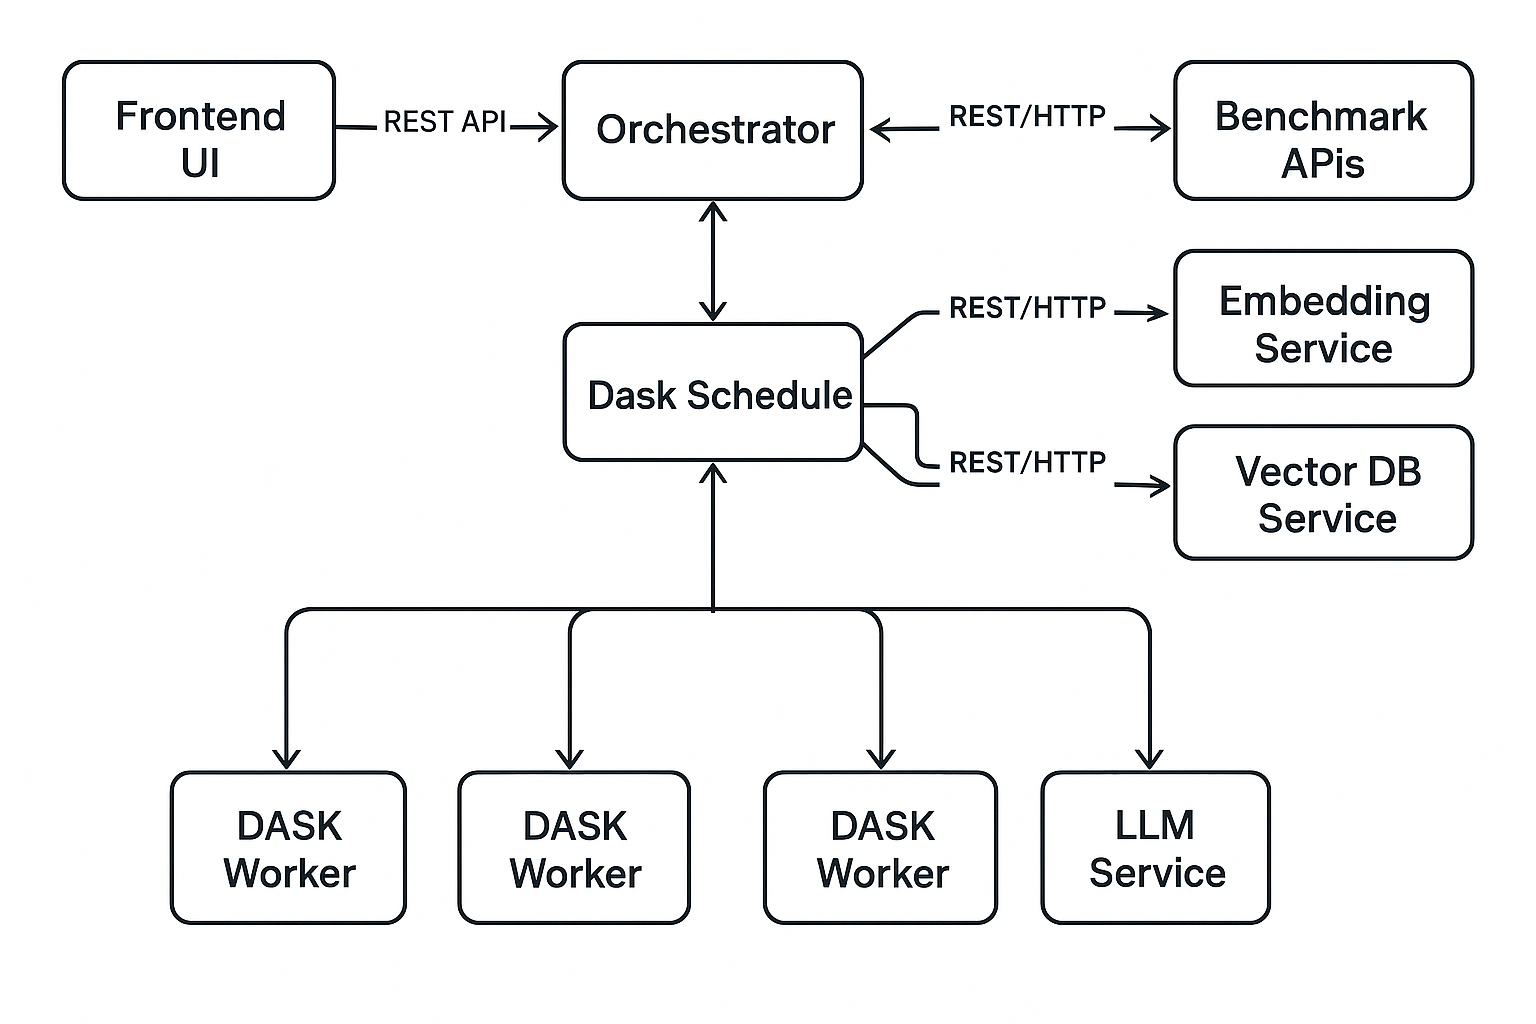 Frontend
UI
REST API
Orchestrator
REST/HTTP
Benchmark
APis
REST/HTTP
Embedding
Service
Dask Schedule
REST/HTTP
Vector DB
Service
DASK
Worker
DASK
Worker
DASK
Worker
LLM
Service